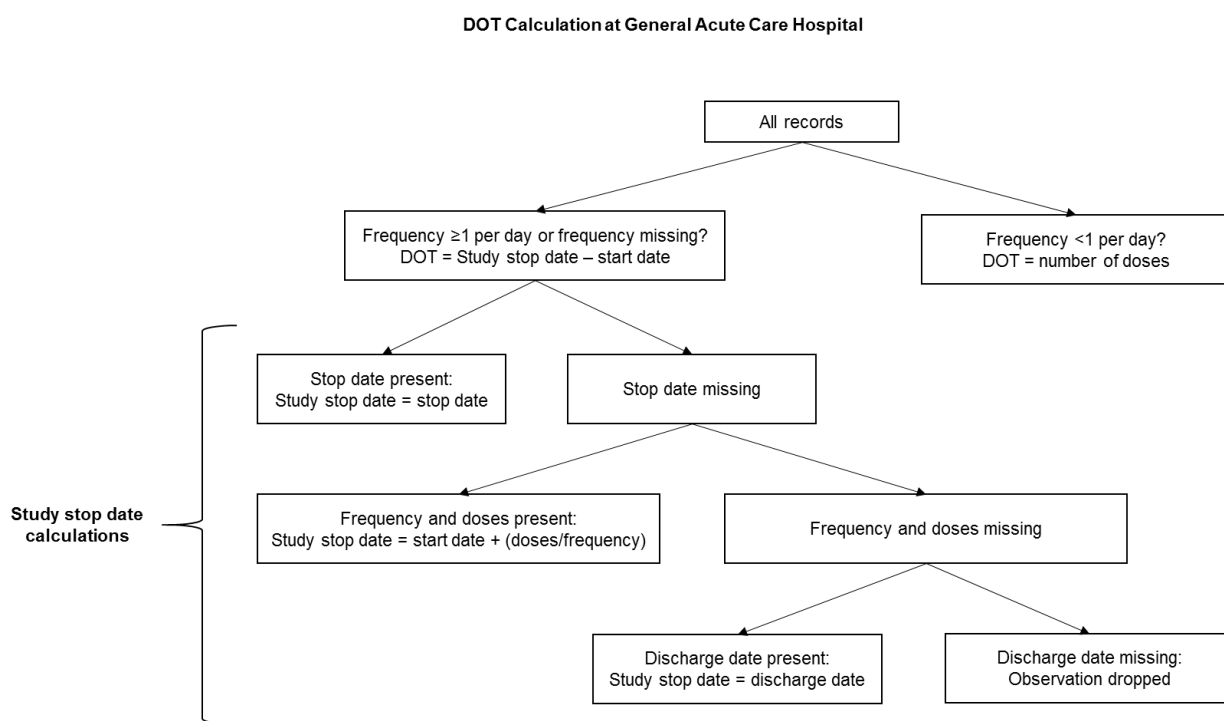 DOT Calculation at General Acute Care Hospital
All records
Frequency ≥1 per day or frequency missing?
DOT = Study stop date – start date
Frequency <1 per day?
DOT = number of doses
Stop date present:
Study stop date = stop date
Stop date missing
Study stop date
calculations
Frequency and doses present:
Study stop date = start date + (doses/frequency)
Frequency and doses missing
Discharge date present:
Study stop date = discharge date
Discharge date missing:
Observation dropped